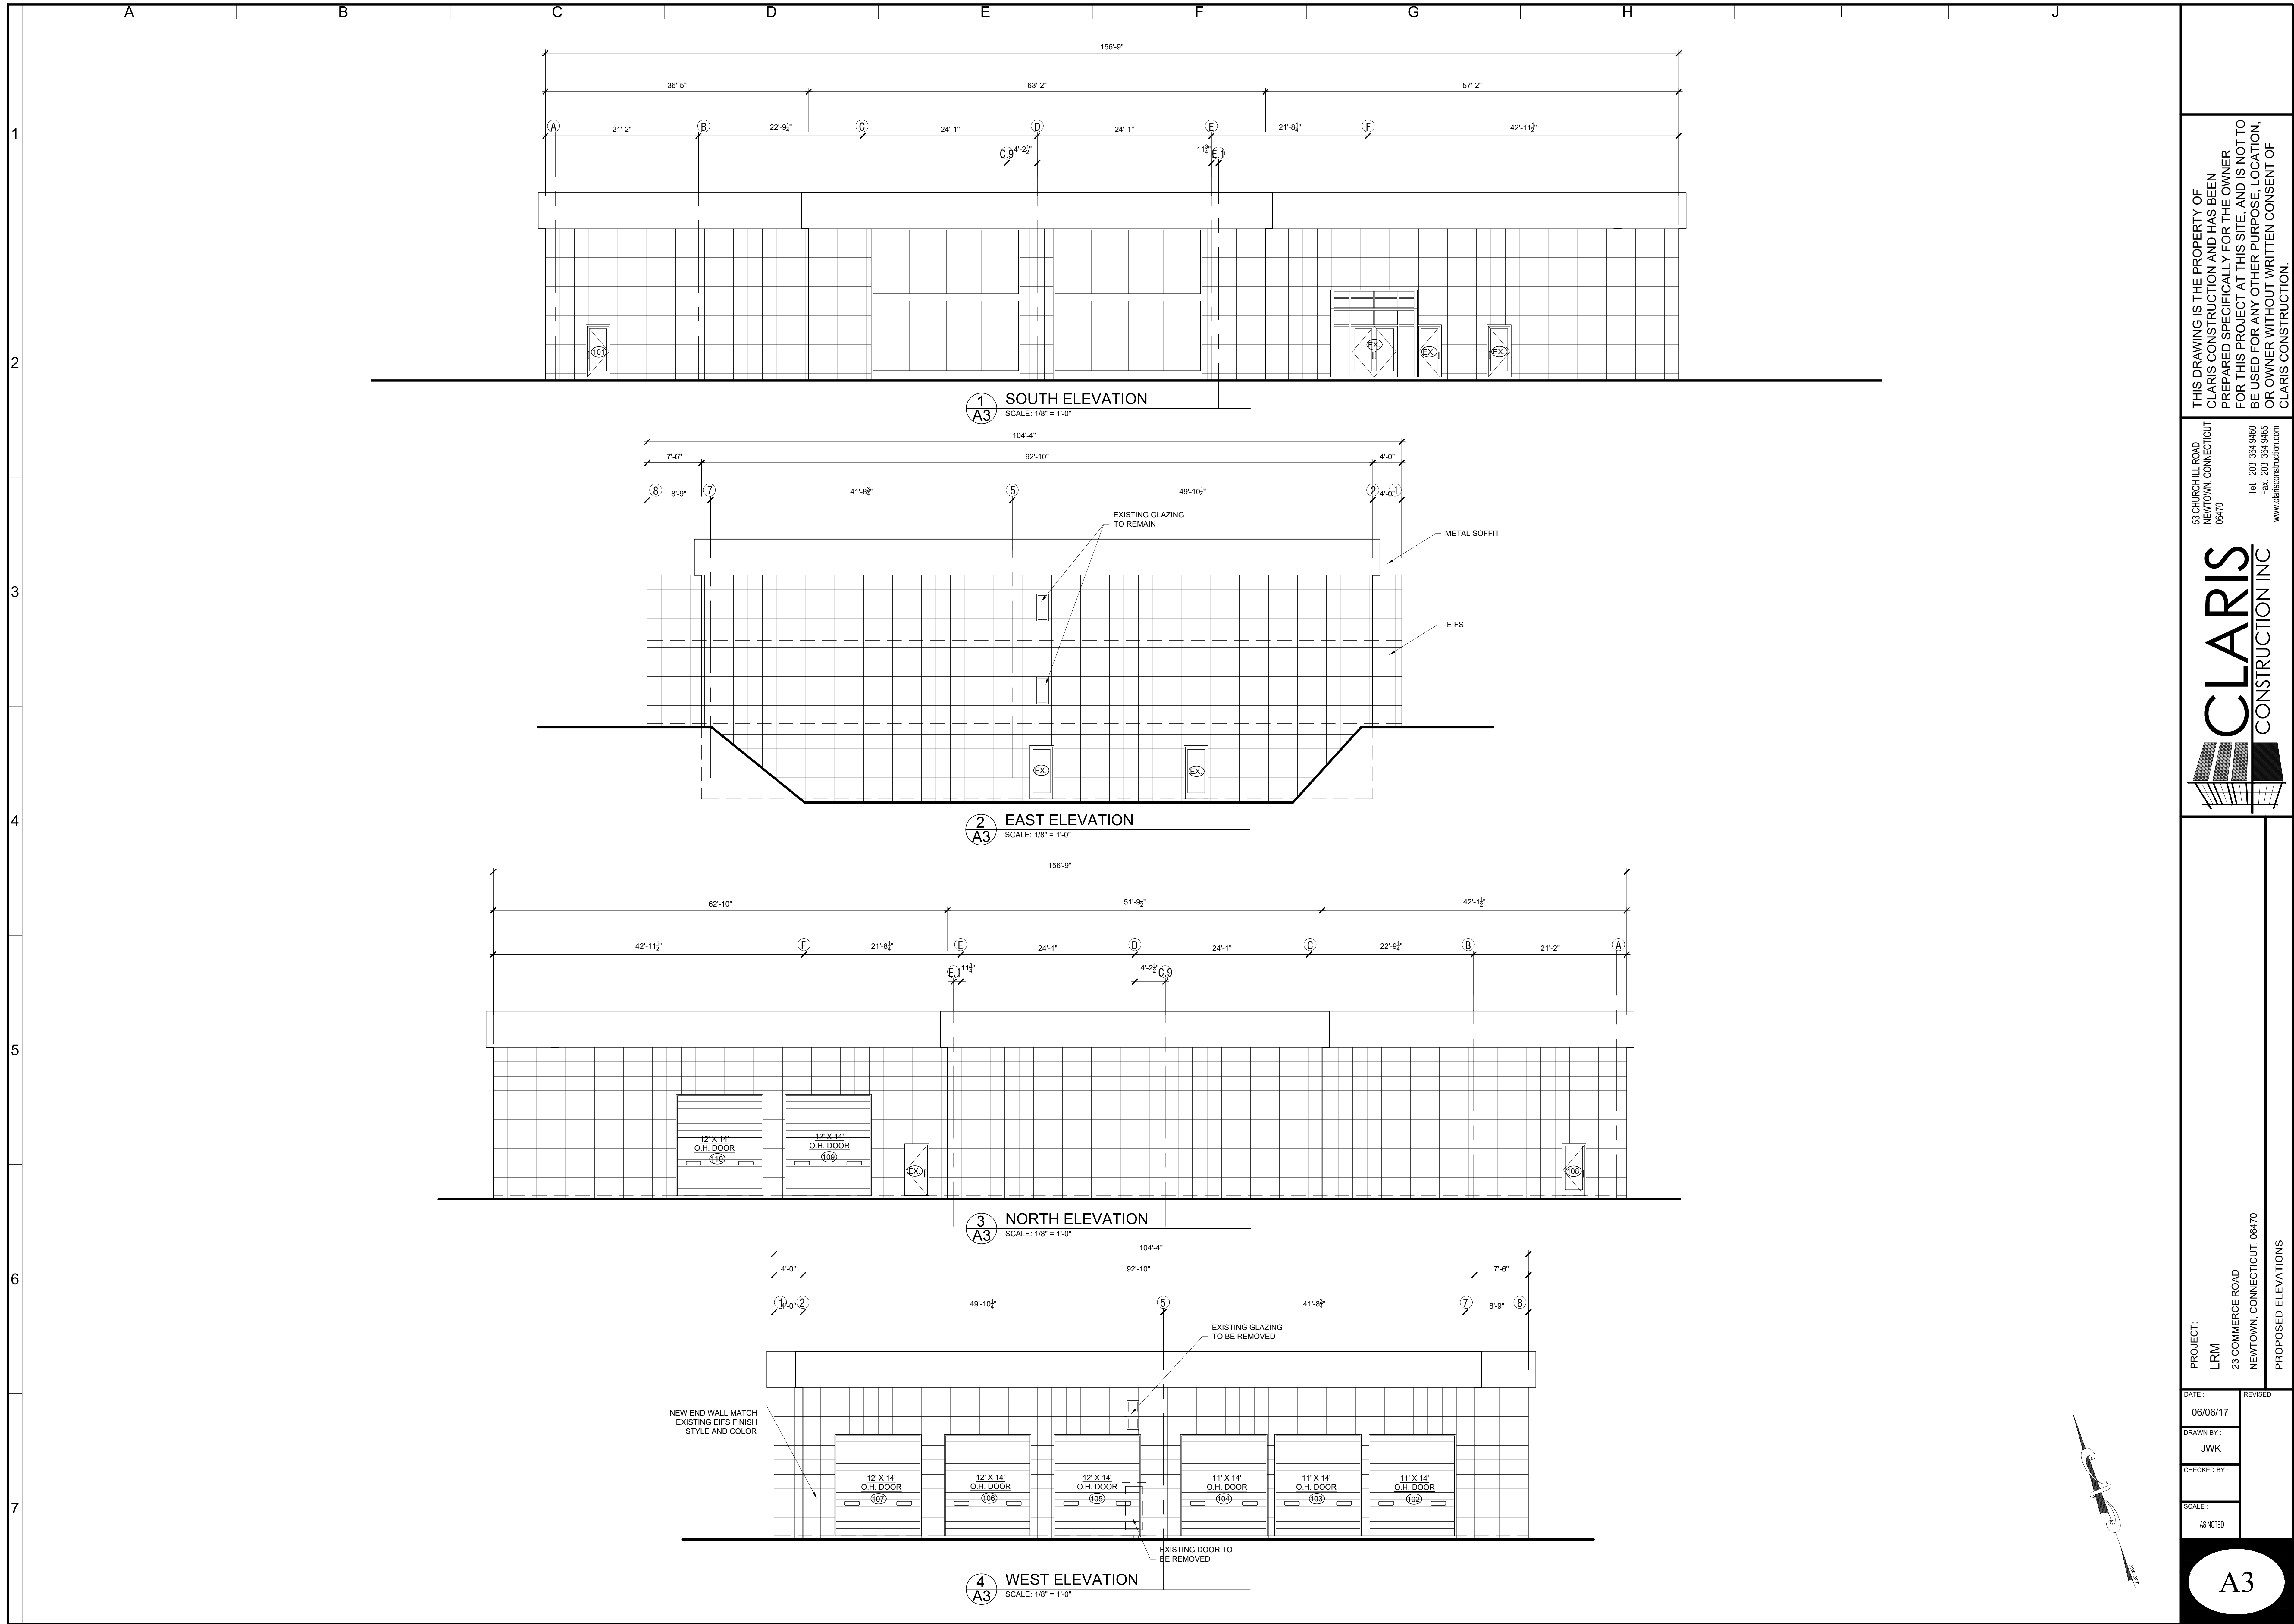 A B C D E F G H I J
1
2
3
4
5
6
7
156'-9"
36'-5" 63'-2" 57'-2"
A 21'-2" B 22'-9¼" C 24'-1" D 24'-1" E 21'-8¼" F 42'-11½"
C.9 4'-2½" 11¾" E.1
101 EX. EX. EX.
1
A3
SOUTH ELEVATION
SCALE: 1/8" = 1'-0"
104'-4"
7'-6" 92'-10" 4'-0"
8 8'-9" 7 41'-8¾" 5 49'-10¼" 2 4'-0" 1
EXISTING GLAZING
TO REMAIN
METAL SOFFIT
EIFS
EX. EX.
2
A3
EAST ELEVATION
SCALE: 1/8" = 1'-0"
156'-9"
62'-10" 51'-9½" 42'-1½"
42'-11½" F 21'-8¼" E 24'-1" D 24'-1" C 22'-9¼" B 21'-2" A
E.1 11¾" 4'-2½" C.9
12' X 14'
O.H. DOOR
110
12' X 14'
O.H. DOOR
109
EX.
108
3
A3
NORTH ELEVATION
SCALE: 1/8" = 1'-0"
104'-4"
4'-0" 92'-10" 7'-6"
1 4'-0" 2 49'-10¼" 5 41'-8¾" 7 8'-9" 8
EXISTING GLAZING
TO BE REMOVED
NEW END WALL MATCH
EXISTING EIFS FINISH
STYLE AND COLOR
12' X 14'
O.H. DOOR
107
12' X 14'
O.H. DOOR
106
12' X 14'
O.H. DOOR
105
11' X 14'
O.H. DOOR
104
11' X 14'
O.H. DOOR
103
11' X 14'
O.H. DOOR
102
EXISTING DOOR TO
BE REMOVED
4
A3
WEST ELEVATION
SCALE: 1/8" = 1'-0"
PROJECT
THIS DRAWING IS THE PROPERTY OF
CLARIS CONSTRUCTION AND HAS BEEN
PREPARED SPECIFICALLY FOR THE OWNER
FOR THIS PROJECT AT THIS SITE, AND IS NOT TO
BE USED FOR ANY OTHER PURPOSE, LOCATION,
OR OWNER WITHOUT WRITTEN CONSENT OF
CLARIS CONSTRUCTION.
53 CHURCH ILL ROAD
NEWTOWN, CONNECTICUT
06470
Tel. 203 364 9460
Fax. 203 364 9465
www.clarisconstruction.com
CLARIS
CONSTRUCTION INC
PROJECT:
LRM
23 COMMERCE ROAD
NEWTOWN, CONNECTICUT, 06470
PROPOSED ELEVATIONS
DATE :
06/06/17
REVISED :
DRAWN BY :
JWK
CHECKED BY :
SCALE :
AS NOTED
A3